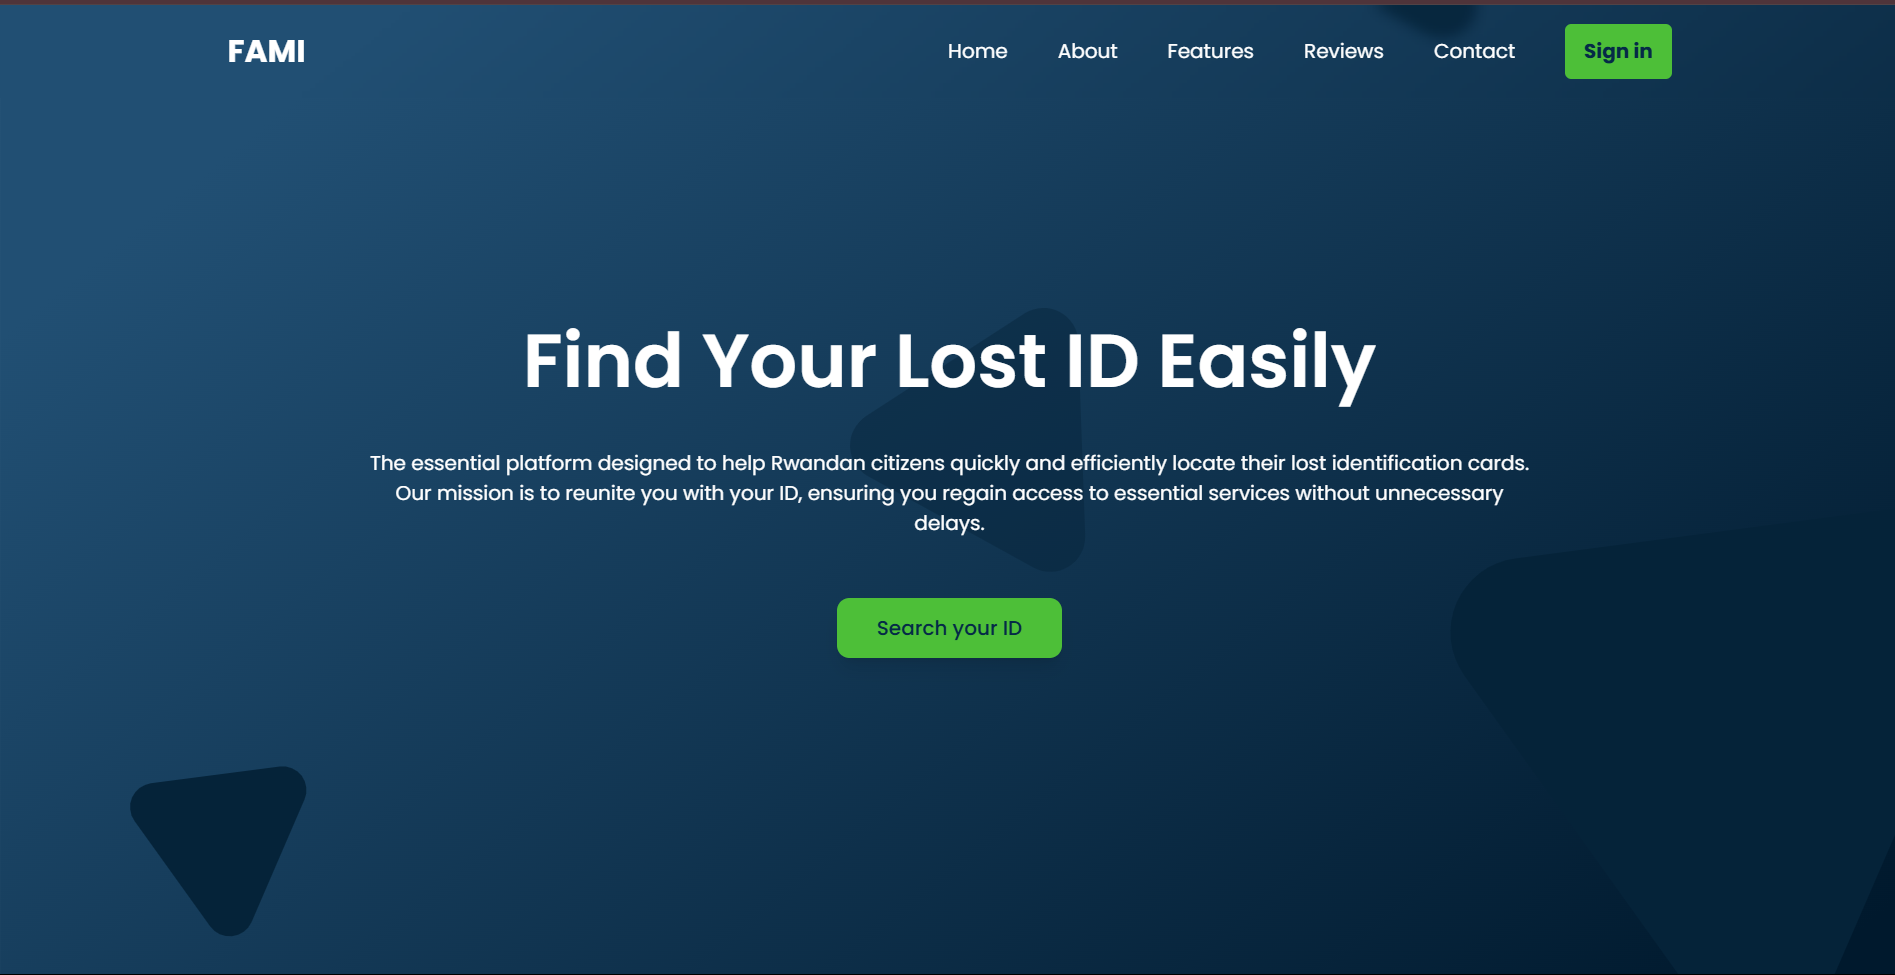 FAMI
Home
About
Features
Reviews
Contact
Sign in
Find Your Lost ID Easily
The essential platform designed to help Rwandan citizens quickly and efficiently locate their lost identification cards.
Our mission is to reunite you with your ID, ensuring you regain access to essential services without unnecessary
delays.
Search your ID